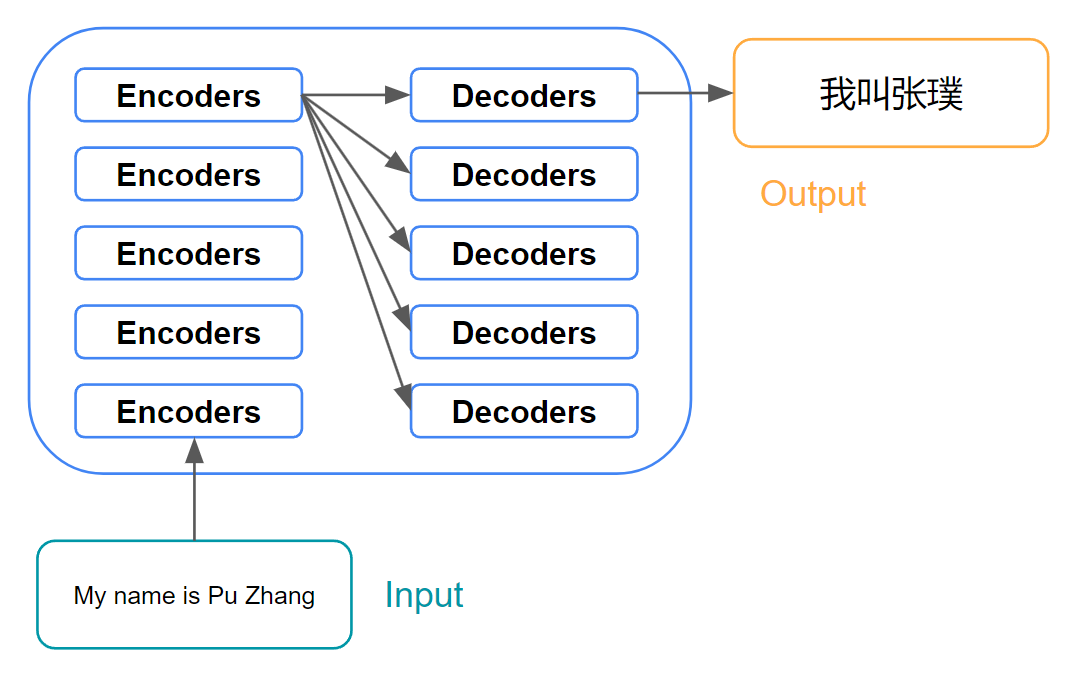 Encoders
Decoders
我叫张璞
Encoders
Decoders
Output
Encoders
Decoders
Encoders
Decoders
Encoders
Decoders
My name is Pu Zhang
Input